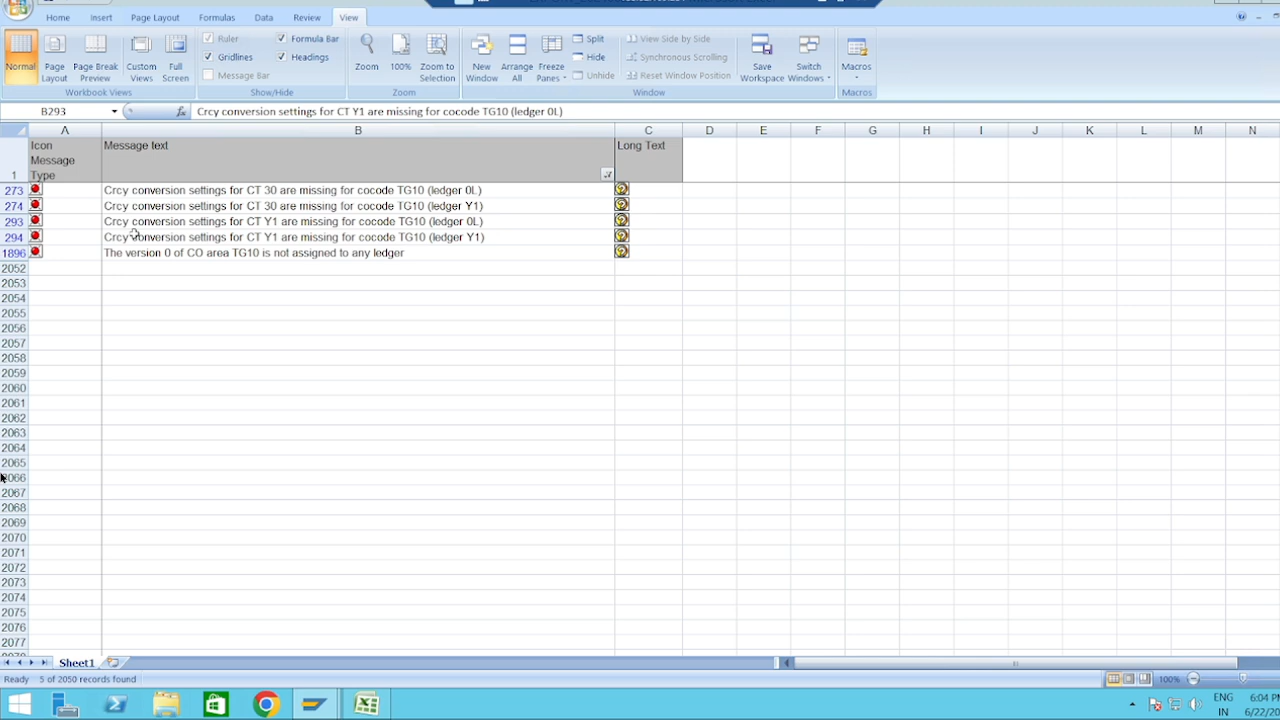 Home Insert Page Layout Formulas Data Review View
Ruler Formula Bar
Gridlines Headings
Message Bar
Normal Page Layout Page Break Preview Custom Views Full Screen
Zoom 100% Zoom to Selection
New Window Arrange All Freeze Panes
Split
Hide
Unhide
View Side by Side
Synchronous Scrolling
Reset Window Position
Save Workspace Switch Windows Macros
Workbook Views Show/Hide Zoom Window Macros
B293 fx Crcy conversion settings for CT Y1 are missing for cocode TG10 (ledger 0L)
A B C D E F G H I J K L M N
1 Icon Message Type Message text Long Text
273 Crcy conversion settings for CT 30 are missing for cocode TG10 (ledger 0L)
274 Crcy conversion settings for CT 30 are missing for cocode TG10 (ledger Y1)
293 Crcy conversion settings for CT Y1 are missing for cocode TG10 (ledger 0L)
294 Crcy conversion settings for CT Y1 are missing for cocode TG10 (ledger Y1)
1896 The version 0 of CO area TG10 is not assigned to any ledger
2052
2053
2054
2055
2056
2057
2058
2059
2060
2061
2062
2063
2064
2065
2066
2067
2068
2069
2070
2071
2072
2073
2074
2075
2076
2077
Sheet1
Ready 5 of 2050 records found 100%
ENG 6:04 PM
IN 6/22/20